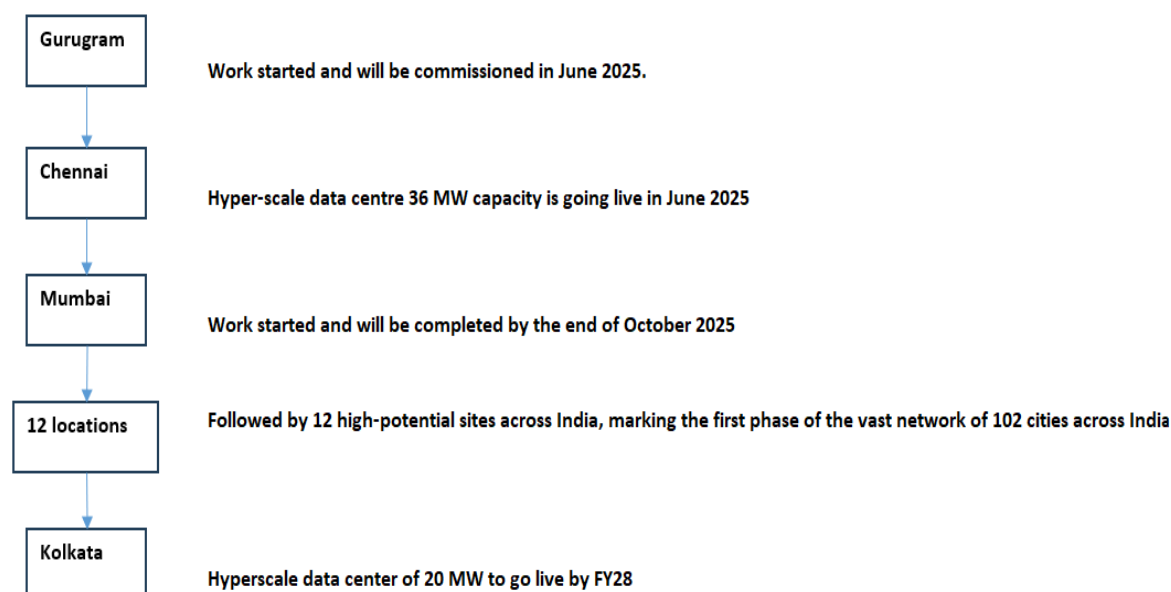 Gurugram
Work started and will be commissioned in June 2025.
Chennai
Hyper-scale data centre 36 MW capacity is going live in June 2025
Mumbai
Work started and will be completed by the end of October 2025
12 locations
Followed by 12 high-potential sites across India, marking the first phase of the vast network of 102 cities across India
Kolkata
Hyperscale data center of 20 MW to go live by FY28